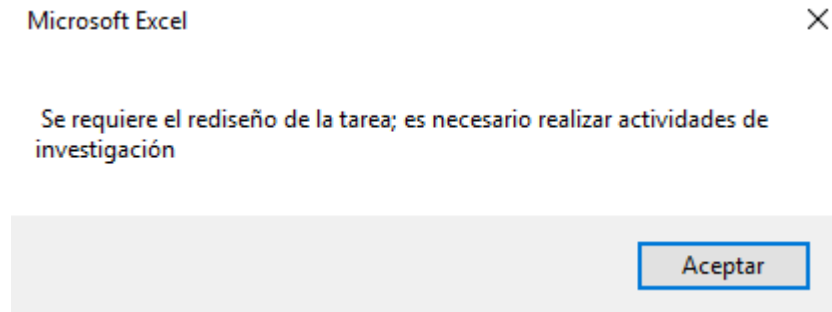 Microsoft Excel
Se requiere el rediseño de la tarea; es necesario realizar actividades de
investigación
Aceptar